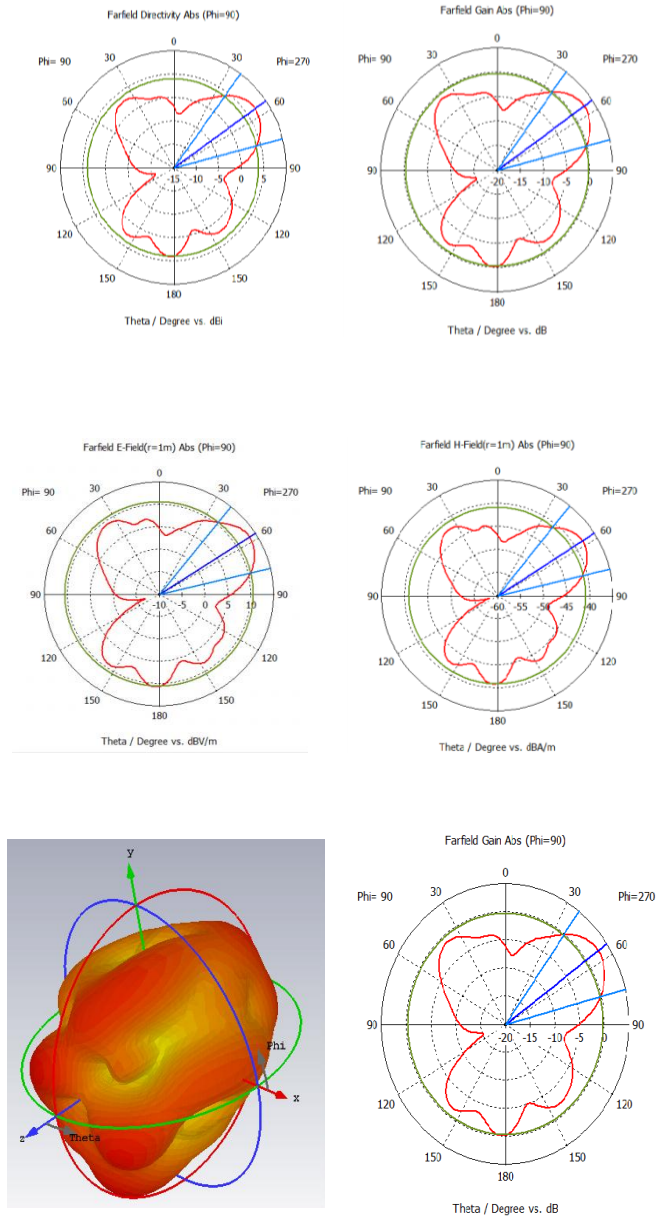 Farfield Directivity Abs (Phi=90)
Phi= 90 30 0 30 Phi=270
50 60
90 -15 -10 -5 0 5 90
120 120
150 180 150
Theta / Degree vs. dBi
Farfield Gain Abs (Phi=90)
Phi= 90 30 0 30 Phi=270
60 60
90 -20 -15 -10 -5 0 90
120 120
150 180 150
Theta / Degree vs. dB
Farfield E-Field(r=1m) Abs (Phi=90)
Phi= 90 30 0 30 Phi=270
60 60
90 -10 -5 0 5 10 90
120 120
150 180 150
Theta / Degree vs. dBV/m
Farfield H-Field(r=1m) Abs (Phi=90)
Phi= 90 30 0 30 Phi=270
60 60
90 -60 -55 -50 -45 -40 90
120 120
150 180 150
Theta / Degree vs. dBA/m
y
Phi
x
z Theta
Farfield Gain Abs (Phi=90)
Phi= 90 30 0 30 Phi=270
60 60
90 -20 -15 -10 -5 0 90
120 120
150 180 150
Theta / Degree vs. dB